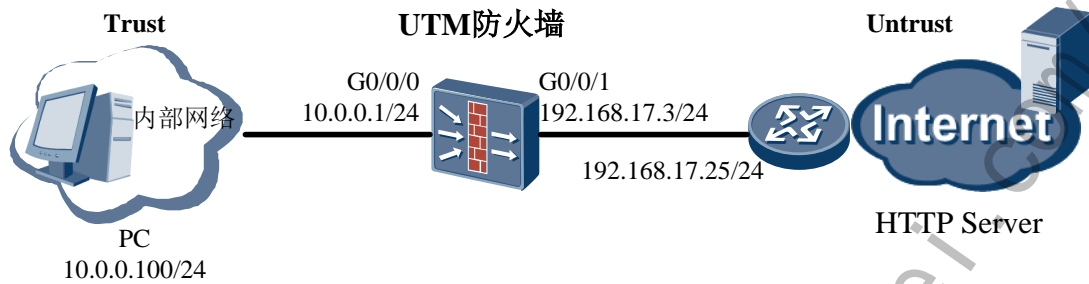 Trust
UTM防火墙
Untrust
G0/0/0
10.0.0.1/24
G0/0/1
192.168.17.3/24
内部网络
Internet
192.168.17.25/24
HTTP Server
PC
10.0.0.100/24